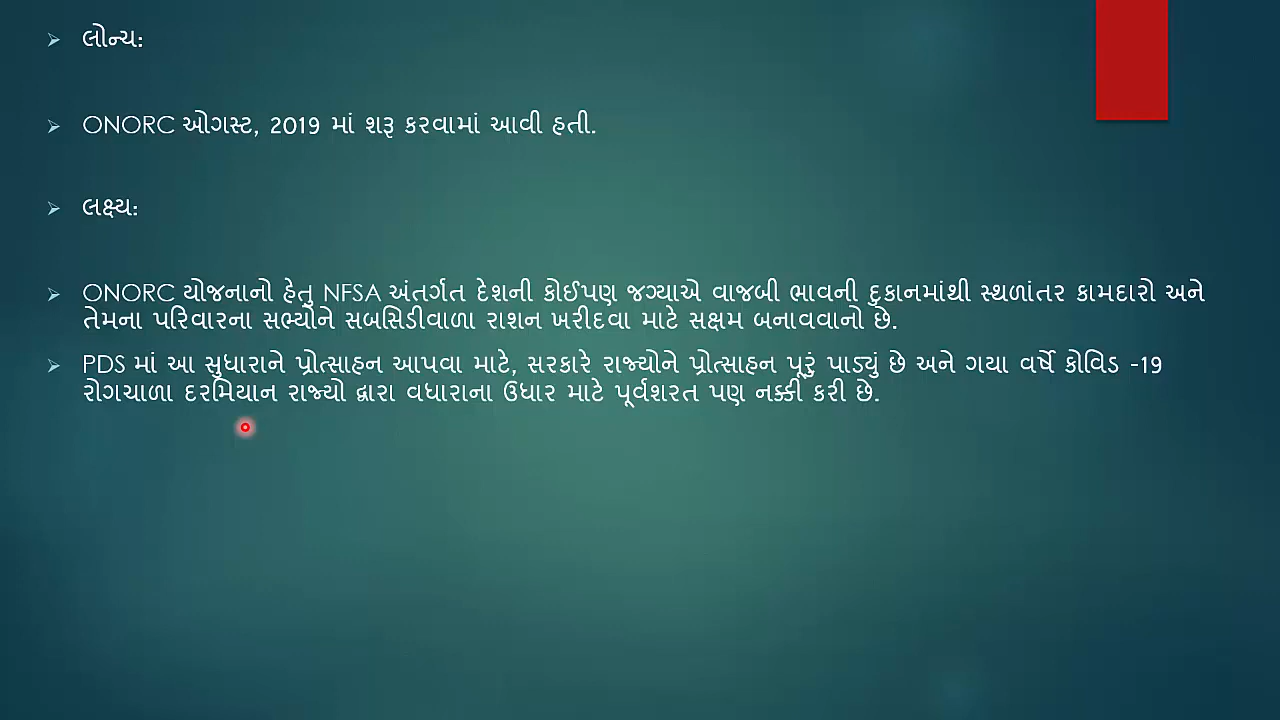 લોન્ચ:
ONORC ઓગસ્ટ, 2019 માં શરૂ કરવામાં આવી હતી.
લક્ષ્ય:
ONORC યોજનાનો હેતુ NFSA અંતર્ગત દેશની કોઈપણ જગ્યાએ વાજબી ભાવની દુકાનમાંથી સ્થળાંતર કામદારો અને
તેમના પરિવારના સભ્યોને સબસિડીવાળા રાશન ખરીદવા માટે સક્ષમ બનાવવાનો છે.
PDS માં આ સુધારાને પ્રોત્સાહન આપવા માટે, સરકારે રાજ્યોને પ્રોત્સાહન પૂરું પાડ્યું છે અને ગયા વર્ષે કોવિડ -19
રોગચાળા દરમિયાન રાજ્યો દ્વારા વધારાના ઉધાર માટે પૂર્વશરત પણ નક્કી કરી છે.